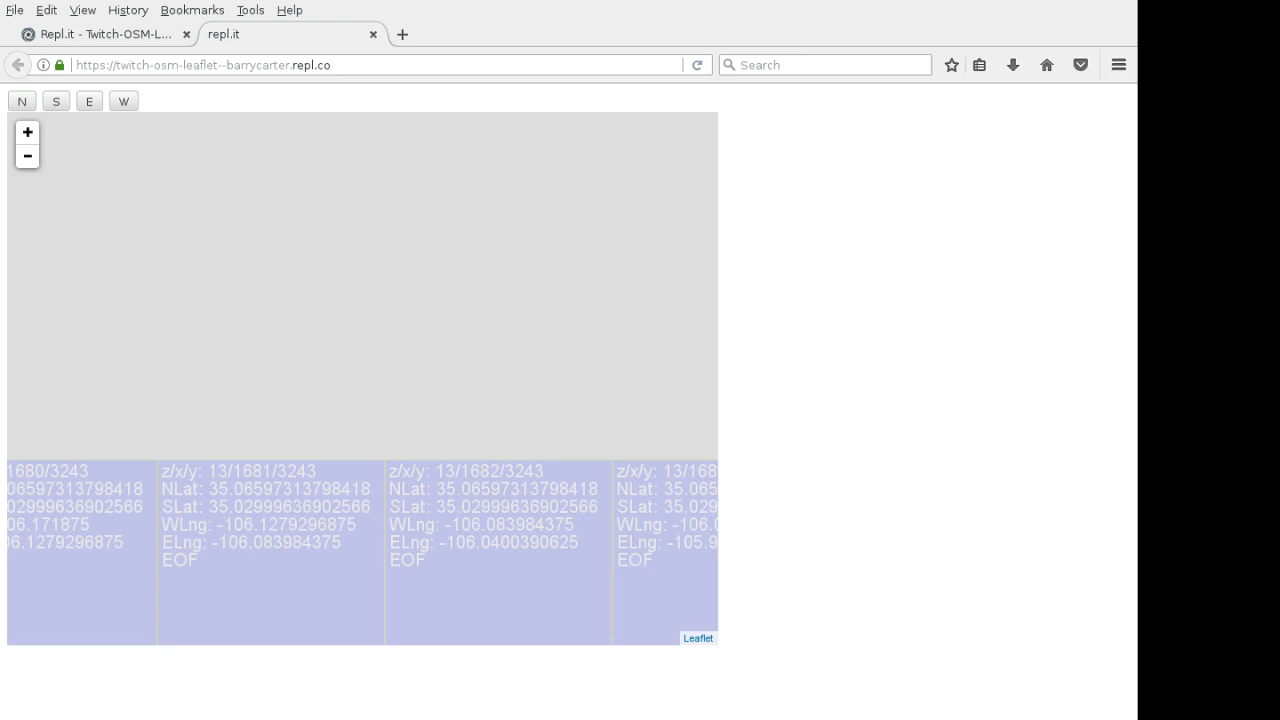 File Edit View History Bookmarks Tools Help
Repl.it - Twitch-OSM-L... repl.it
https://twitch-osm-leaflet--barrycarter.repl.co Search
N S E W
+
−
1680/3243
06597313798418
02999636902566
06.171875
06.1279296875
z/x/y: 13/1681/3243
NLat: 35.06597313798418
SLat: 35.02999636902566
WLng: -106.1279296875
ELng: -106.083984375
EOF
z/x/y: 13/1682/3243
NLat: 35.06597313798418
SLat: 35.02999636902566
WLng: -106.083984375
ELng: -106.0400390625
EOF
z/x/y: 13/168
NLat: 35.065
SLat: 35.029
WLng: -106.0
ELng: -105.9
EOF
Leaflet